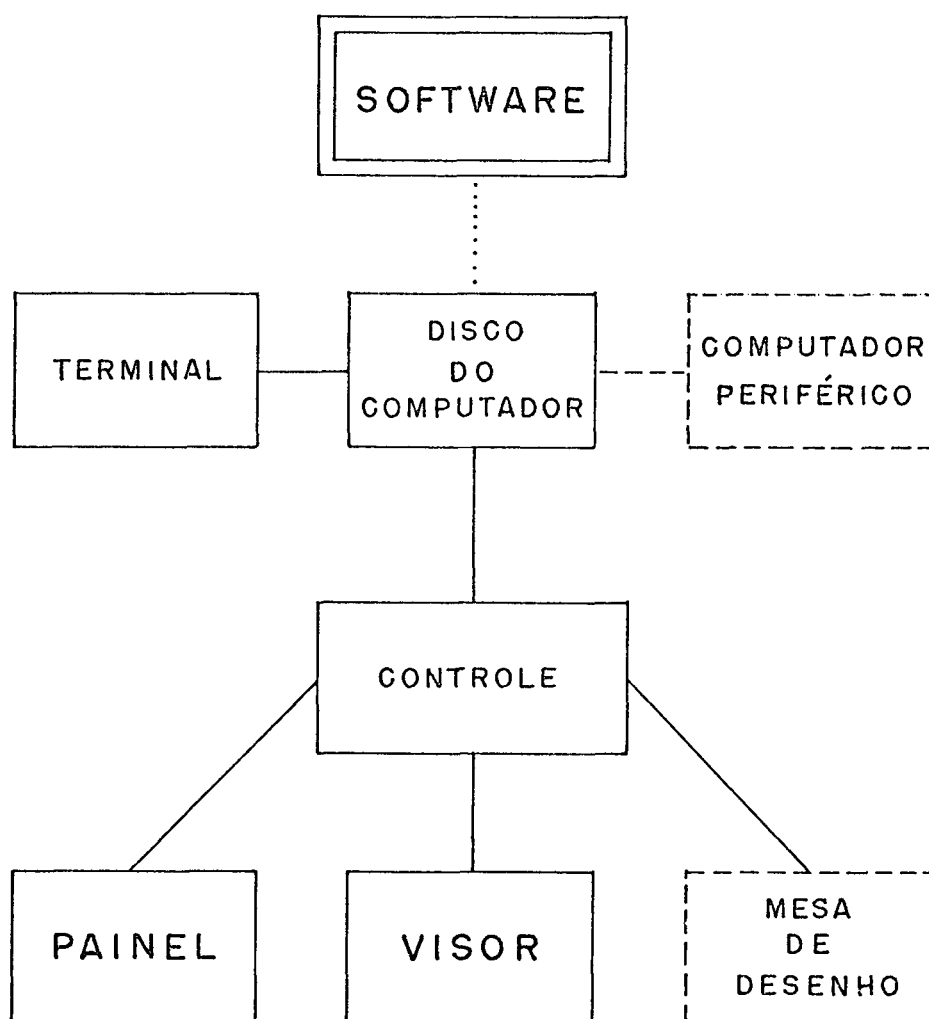 SOFTWARE
TERMINAL
DISCO
DO
COMPUTADOR
COMPUTADOR
PERIFÉRICO
CONTROLE
PAINEL
VISOR
MESA
DE
DESENHO